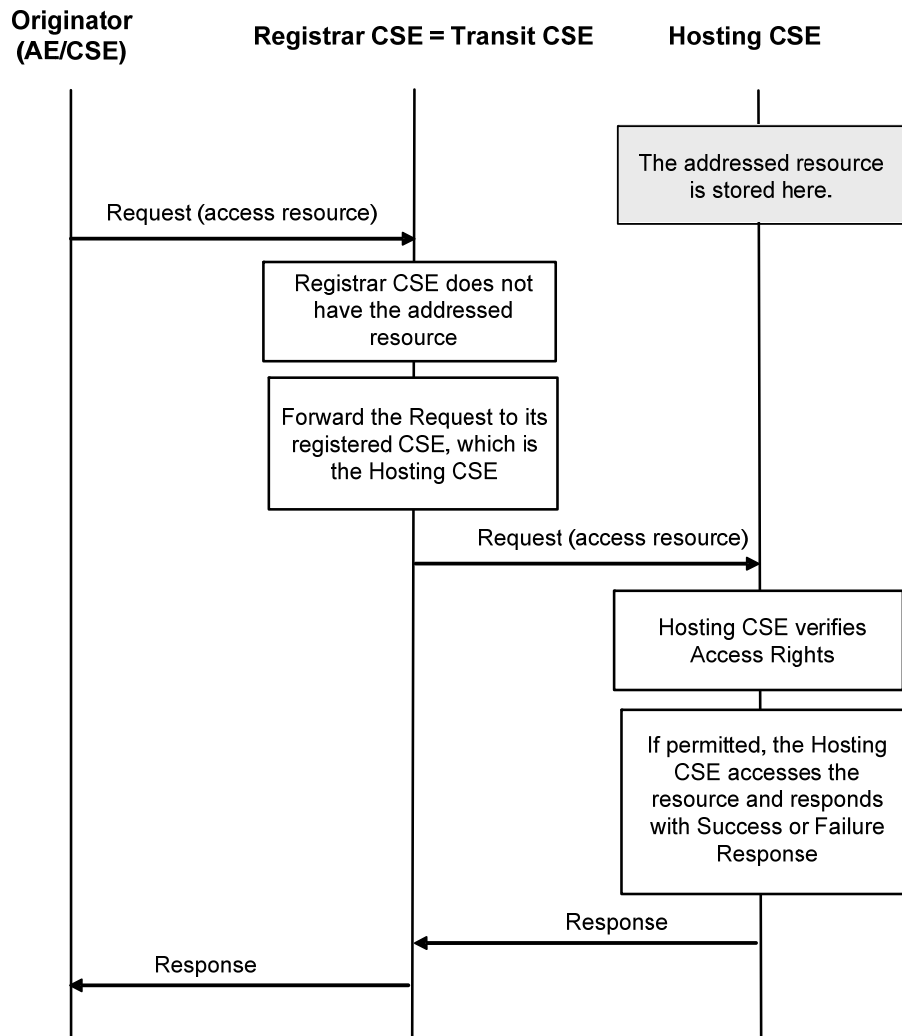 Originator
(AE/CSE)
Registrar CSE = Transit CSE
Hosting CSE
The addressed resource
is stored here.
Request (access resource)
Registrar CSE does not
have the addressed
resource
Forward the Request to its
registered CSE, which is
the Hosting CSE
Request (access resource)
Hosting CSE verifies
Access Rights
If permitted, the Hosting
CSE accesses the
resource and responds
with Success or Failure
Response
Response
Response